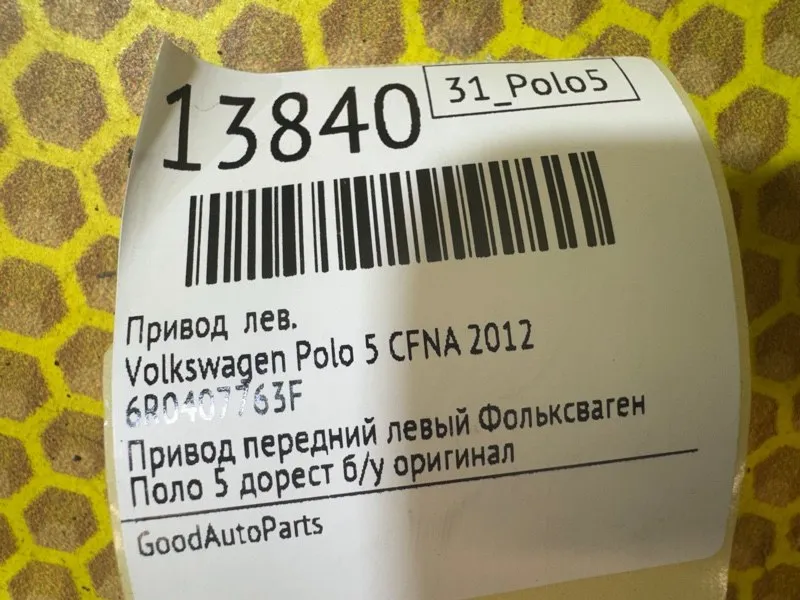 13840
31_Polo5
Привод лев.
Volkswagen Polo 5 CFNA 2012
6R0407763F
Привод передний левый Фольксваген
Поло 5 дорест б/у оригинал
GoodAutoParts